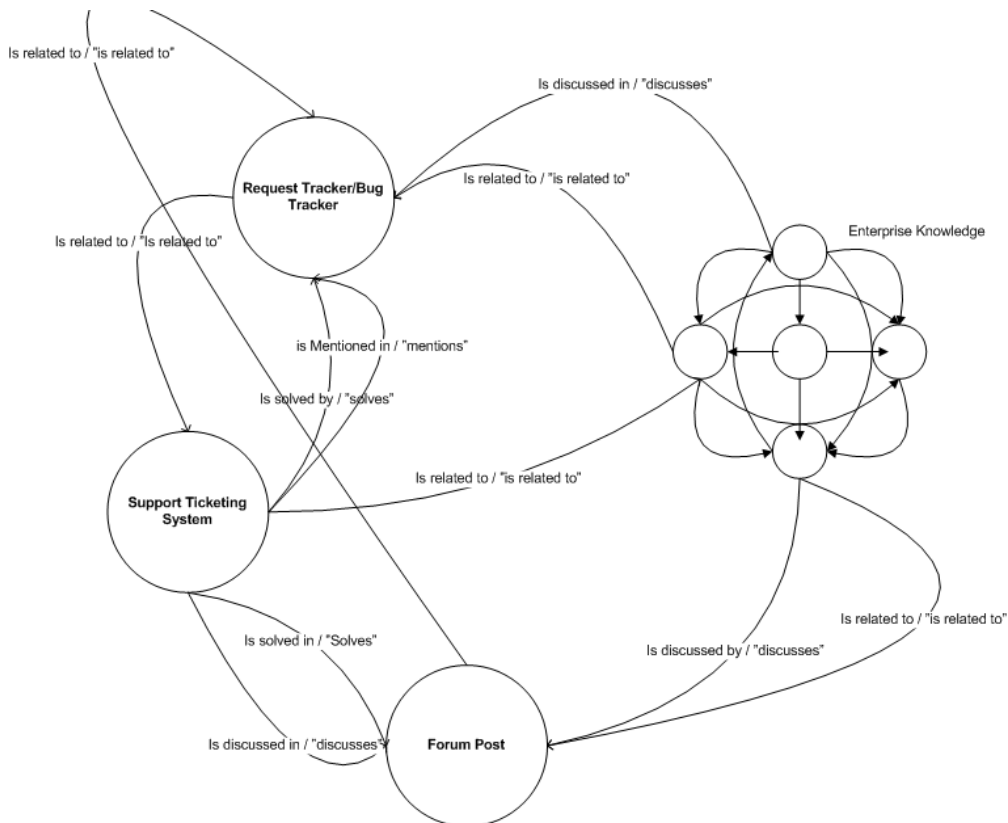 Is related to / "is related to"
Is discussed in / "discusses"
Request Tracker/Bug
Tracker
Is related to / "is related to"
Enterprise Knowledge
Is related to / "Is related to"
is Mentioned in / "mentions"
Is solved by / "solves"
Is related to / "is related to"
Support Ticketing
System
Is related to / "is related to"
Is solved in / "Solves"
Is discussed by / "discusses"
Is discussed in / "discusses"
Forum Post